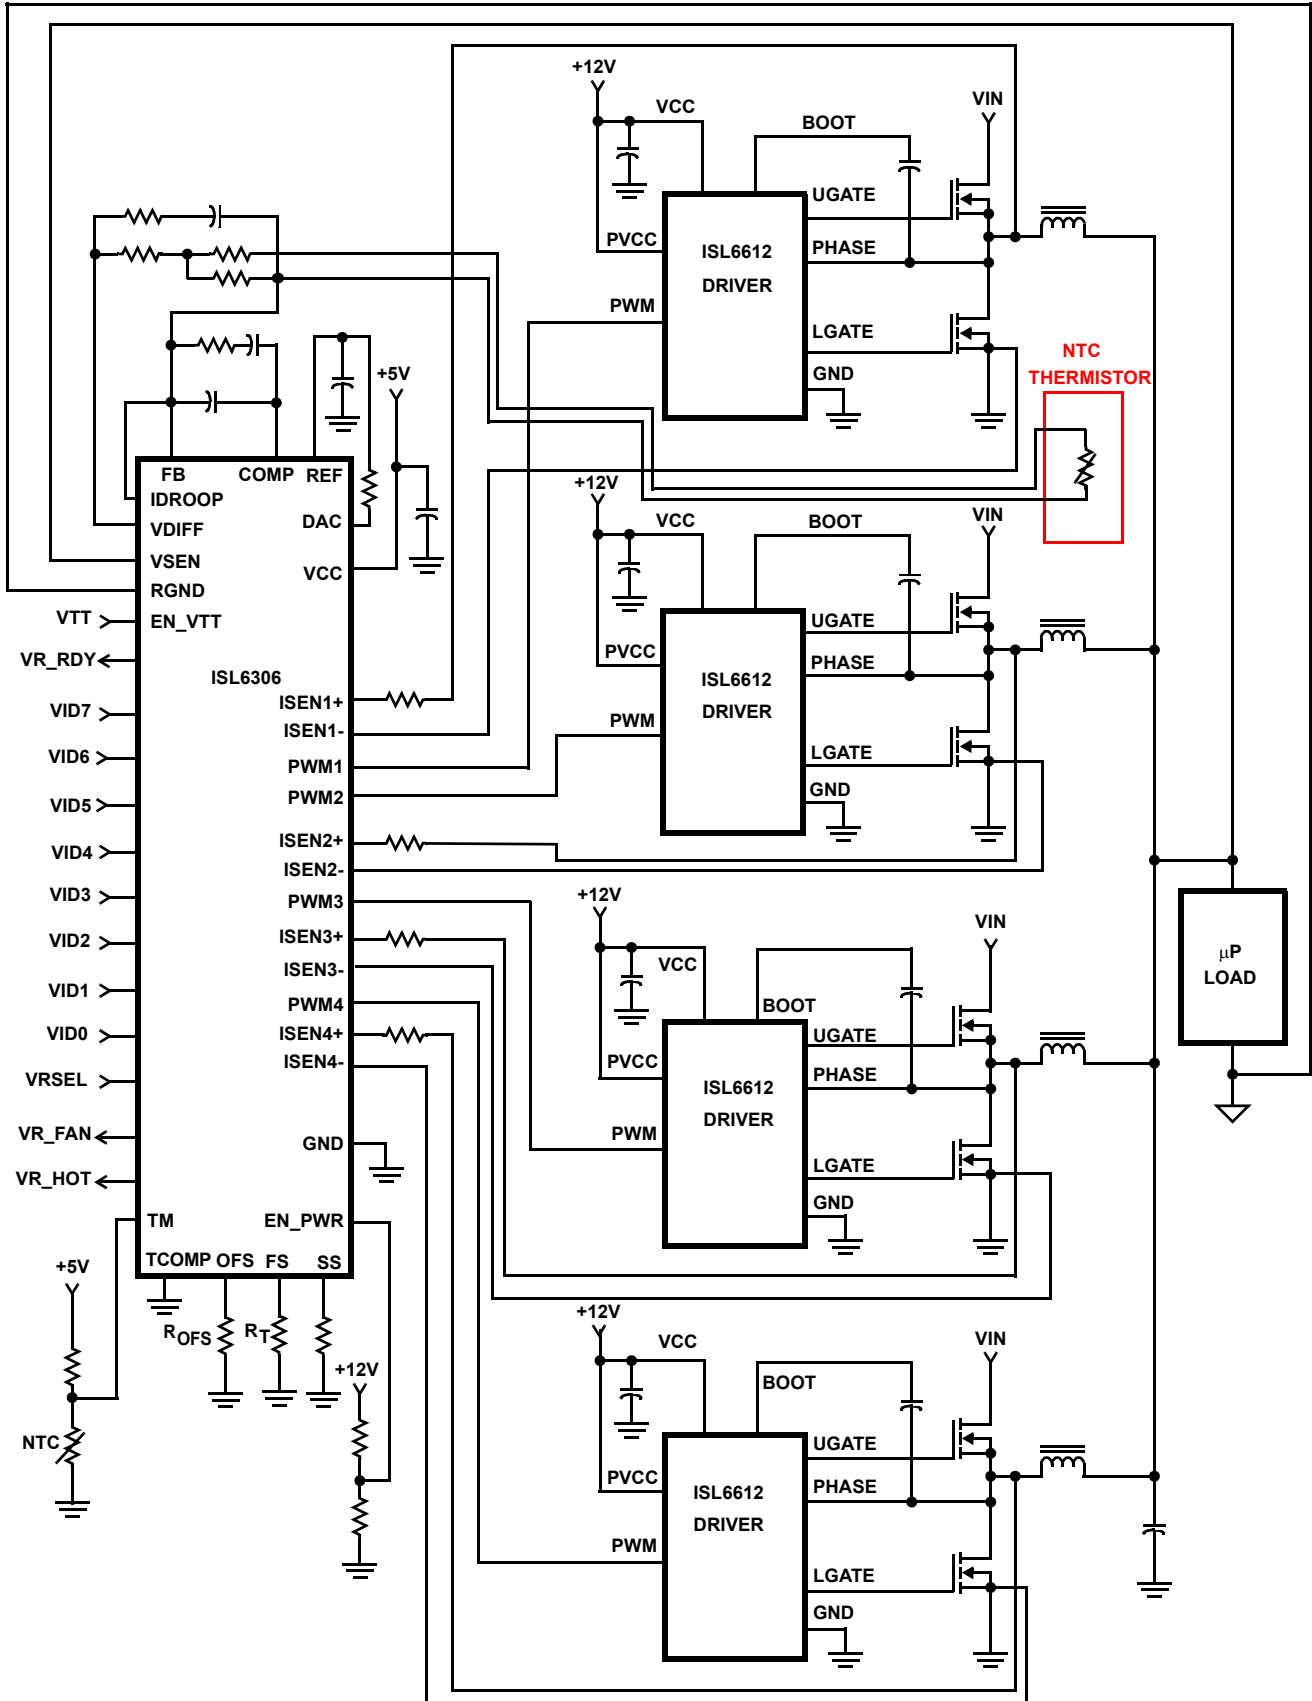 +12V
VCC
BOOT
VIN
UGATE
PVCC
ISL6612
DRIVER
PHASE
PWM
LGATE
GND
NTC
THERMISTOR
+5V
FB
COMP
REF
IDROOP
VDIFF
VSEN
RGND
EN_VTT
DAC
VCC
VTT
VR_RDY
VID7
VID6
VID5
VID4
VID3
VID2
VID1
VID0
VRSEL
VR_FAN
VR_HOT
ISL6306
ISEN1+
ISEN1-
PWM1
PWM2
ISEN2+
ISEN2-
PWM3
ISEN3+
ISEN3-
PWM4
ISEN4+
ISEN4-
GND
TM
EN_PWR
TCOMP
OFS
FS
SS
+5V
NTC
ROFS
RT
+12V
+12V
VCC
BOOT
VIN
UGATE
PVCC
ISL6612
DRIVER
PHASE
PWM
LGATE
GND
+12V
VCC
BOOT
VIN
UGATE
PVCC
ISL6612
DRIVER
PHASE
PWM
LGATE
GND
µP
LOAD
+12V
VCC
BOOT
VIN
UGATE
PVCC
ISL6612
DRIVER
PHASE
PWM
LGATE
GND